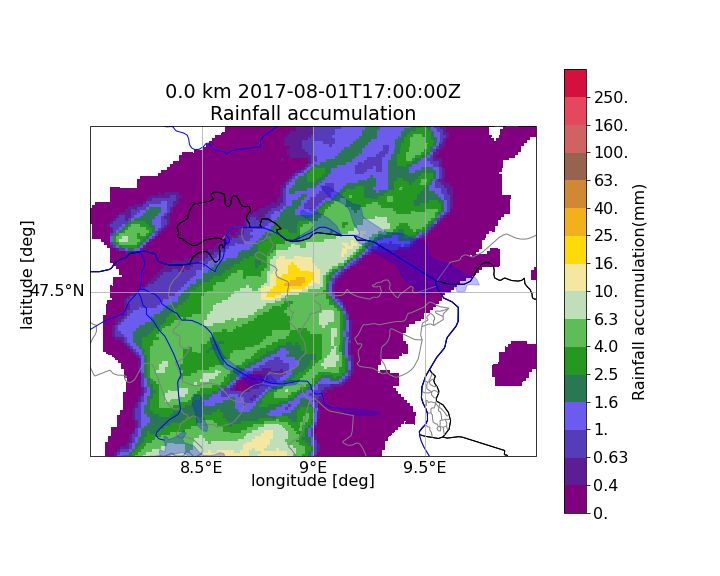 0.0 km 2017-08-01T17:00:00Z
Rainfall accumulation
latitude [deg]
47.5°N
8.5°E 9°E 9.5°E
longitude [deg]
250.
160.
100.
63.
40.
25.
16.
10.
6.3
4.0
2.5
1.6
1.
0.63
0.4
0.
Rainfall accumulation(mm)